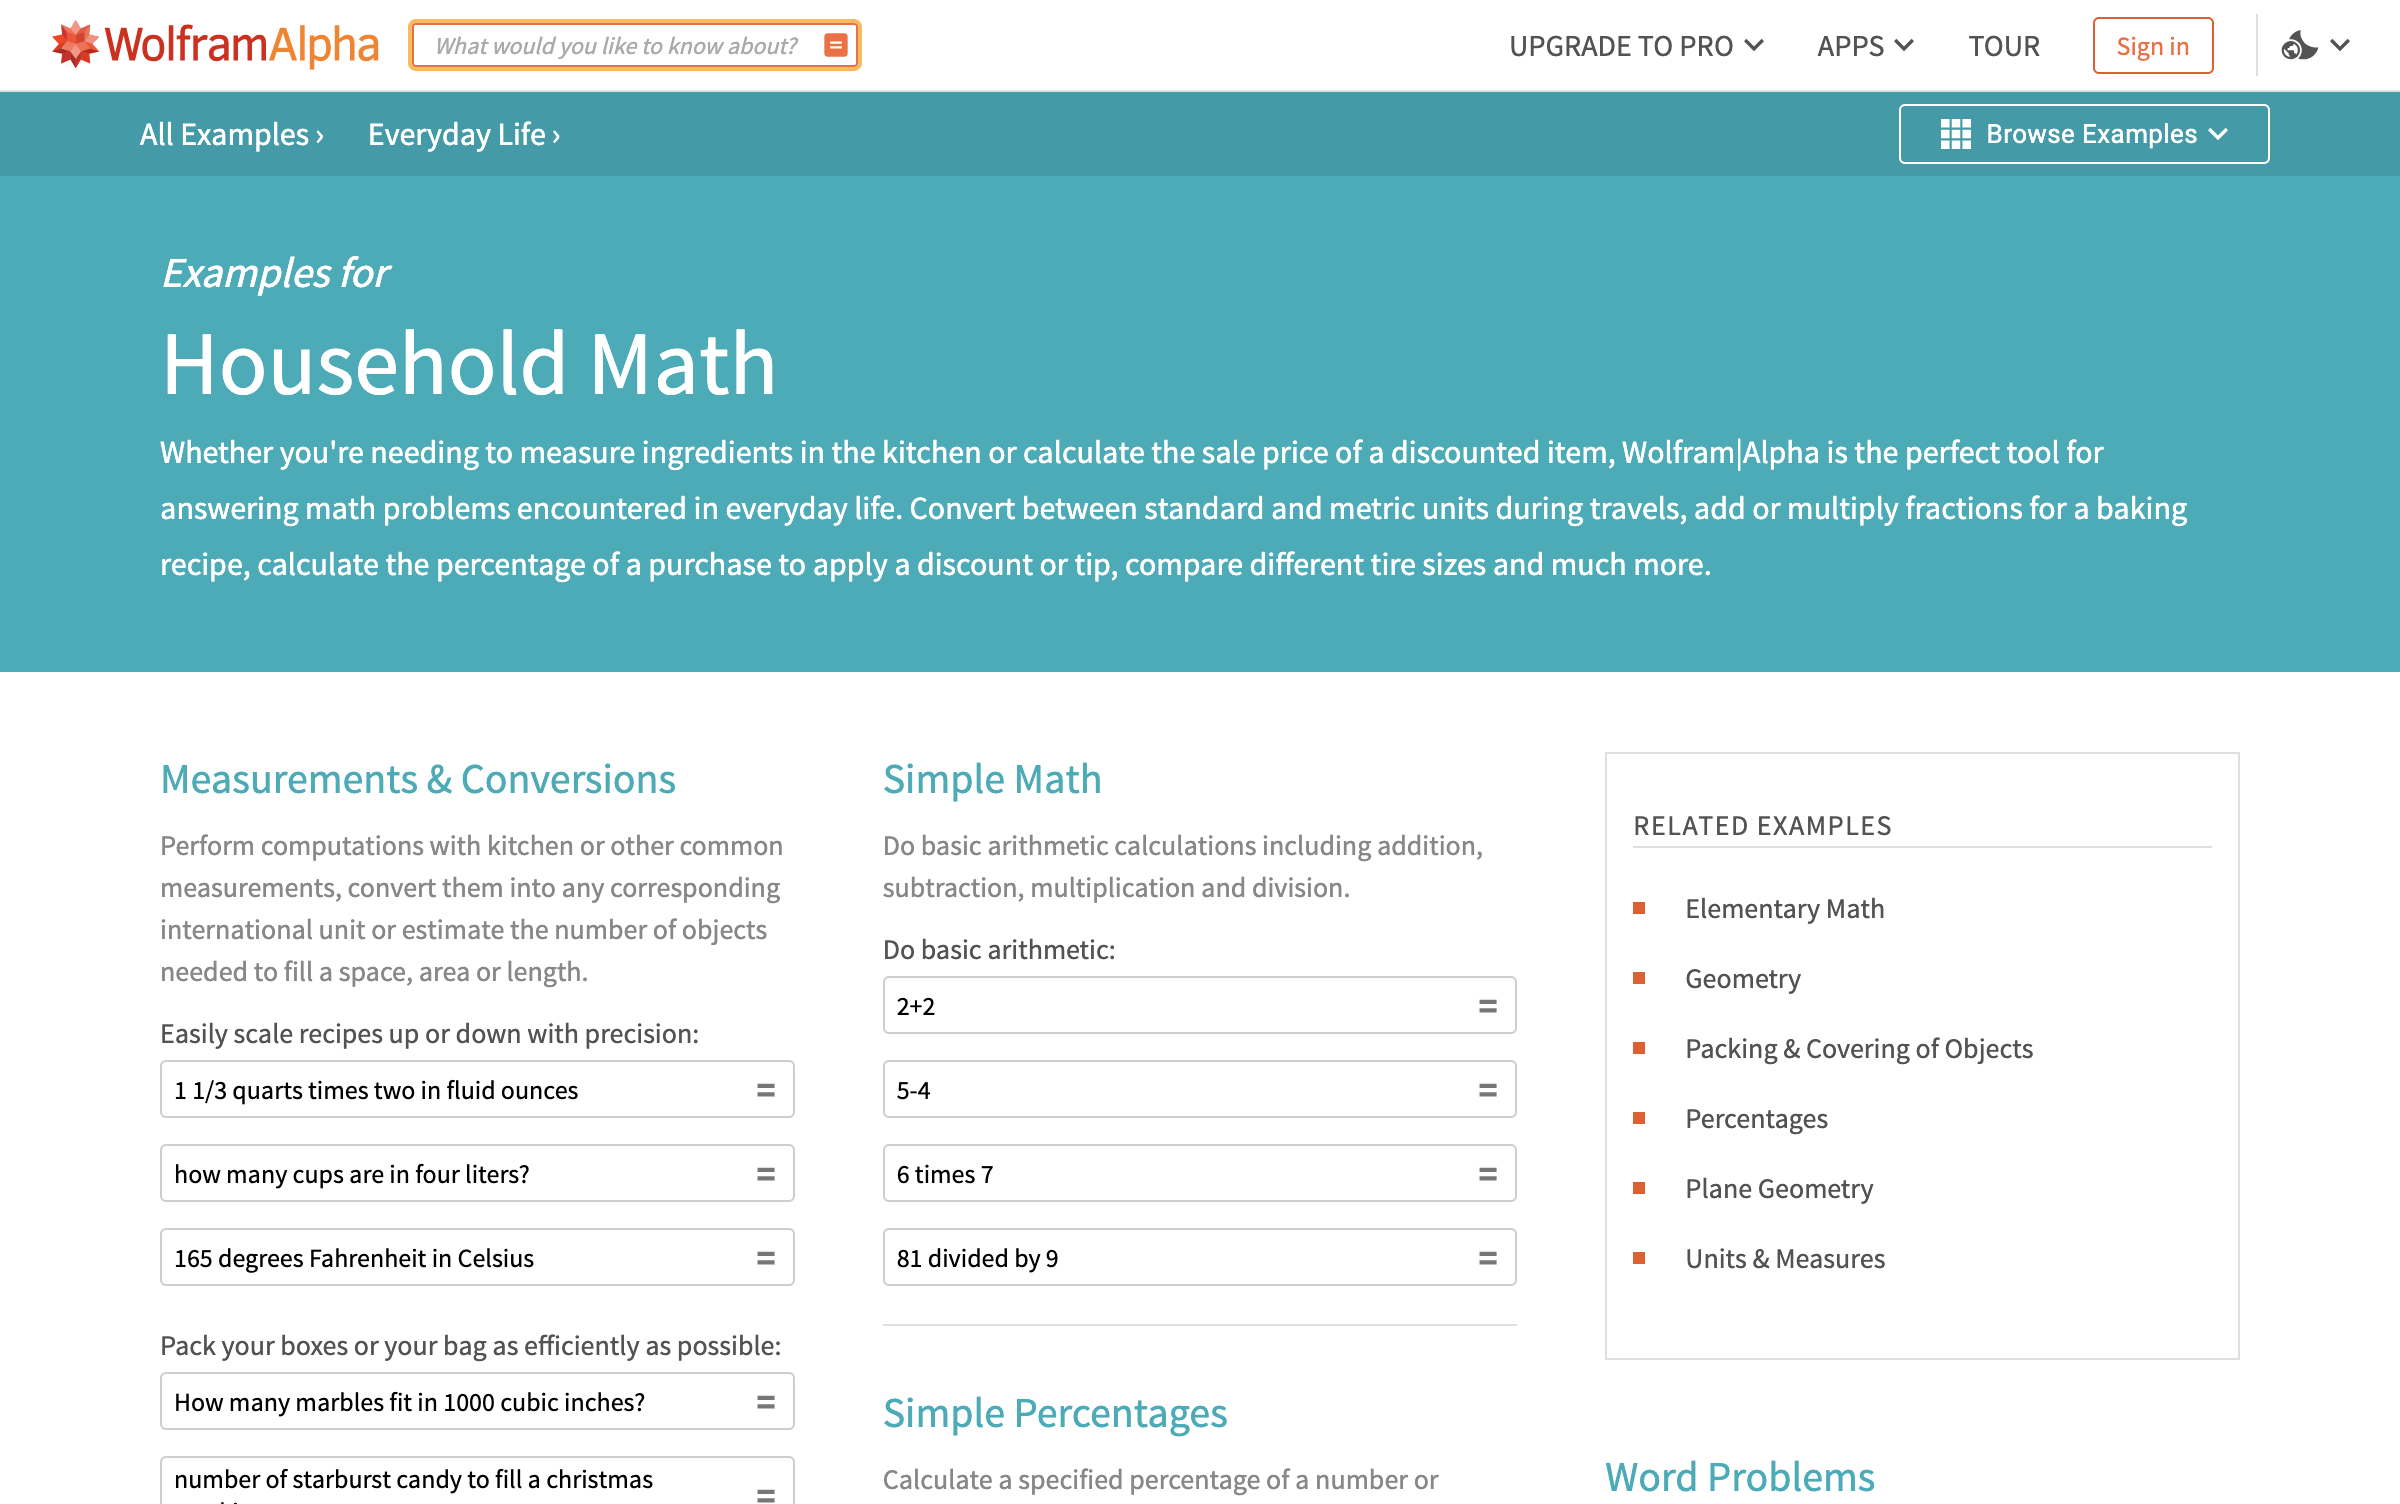 WolframAlpha
What would you like to know about?
UPGRADE TO PRO
APPS
TOUR
Sign in
All Examples ›
Everyday Life ›
Browse Examples
Examples for
Household Math
Whether you're needing to measure ingredients in the kitchen or calculate the sale price of a discounted item, Wolfram|Alpha is the perfect tool for
answering math problems encountered in everyday life. Convert between standard and metric units during travels, add or multiply fractions for a baking
recipe, calculate the percentage of a purchase to apply a discount or tip, compare different tire sizes and much more.
Measurements & Conversions
Perform computations with kitchen or other common
measurements, convert them into any corresponding
international unit or estimate the number of objects
needed to fill a space, area or length.
Easily scale recipes up or down with precision:
1 1/3 quarts times two in fluid ounces
how many cups are in four liters?
165 degrees Fahrenheit in Celsius
Pack your boxes or your bag as efficiently as possible:
How many marbles fit in 1000 cubic inches?
number of starburst candy to fill a christmas
Simple Math
Do basic arithmetic calculations including addition,
subtraction, multiplication and division.
Do basic arithmetic:
2+2
5-4
6 times 7
81 divided by 9
Simple Percentages
Calculate a specified percentage of a number or
RELATED EXAMPLES
Elementary Math
Geometry
Packing & Covering of Objects
Percentages
Plane Geometry
Units & Measures
Word Problems